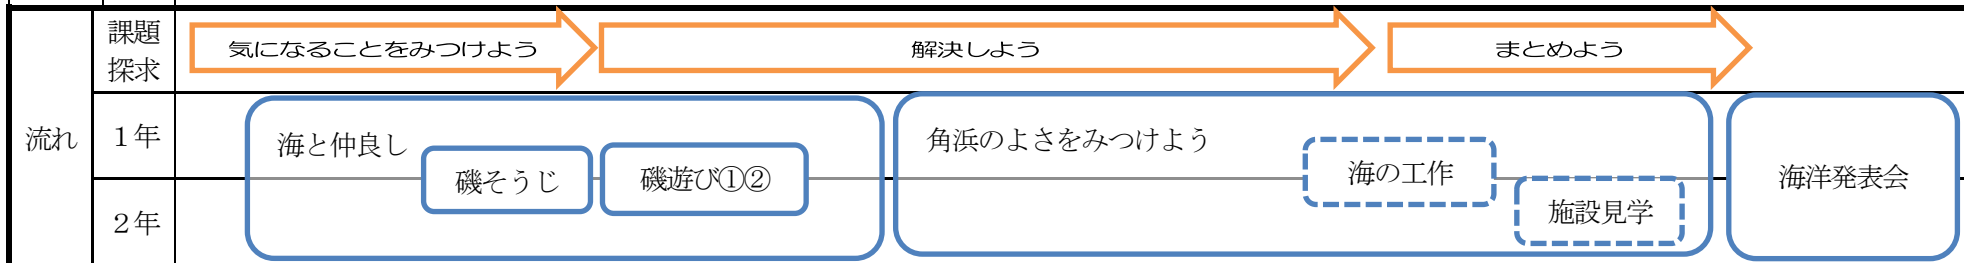 流れ
課題
探求
気になることをみつけよう
解決しよう
まとめよう
１年
２年
海と仲良し
磯そうじ
磯遊び①②
角浜のよさをみつけよう
海の工作
施設見学
海洋発表会